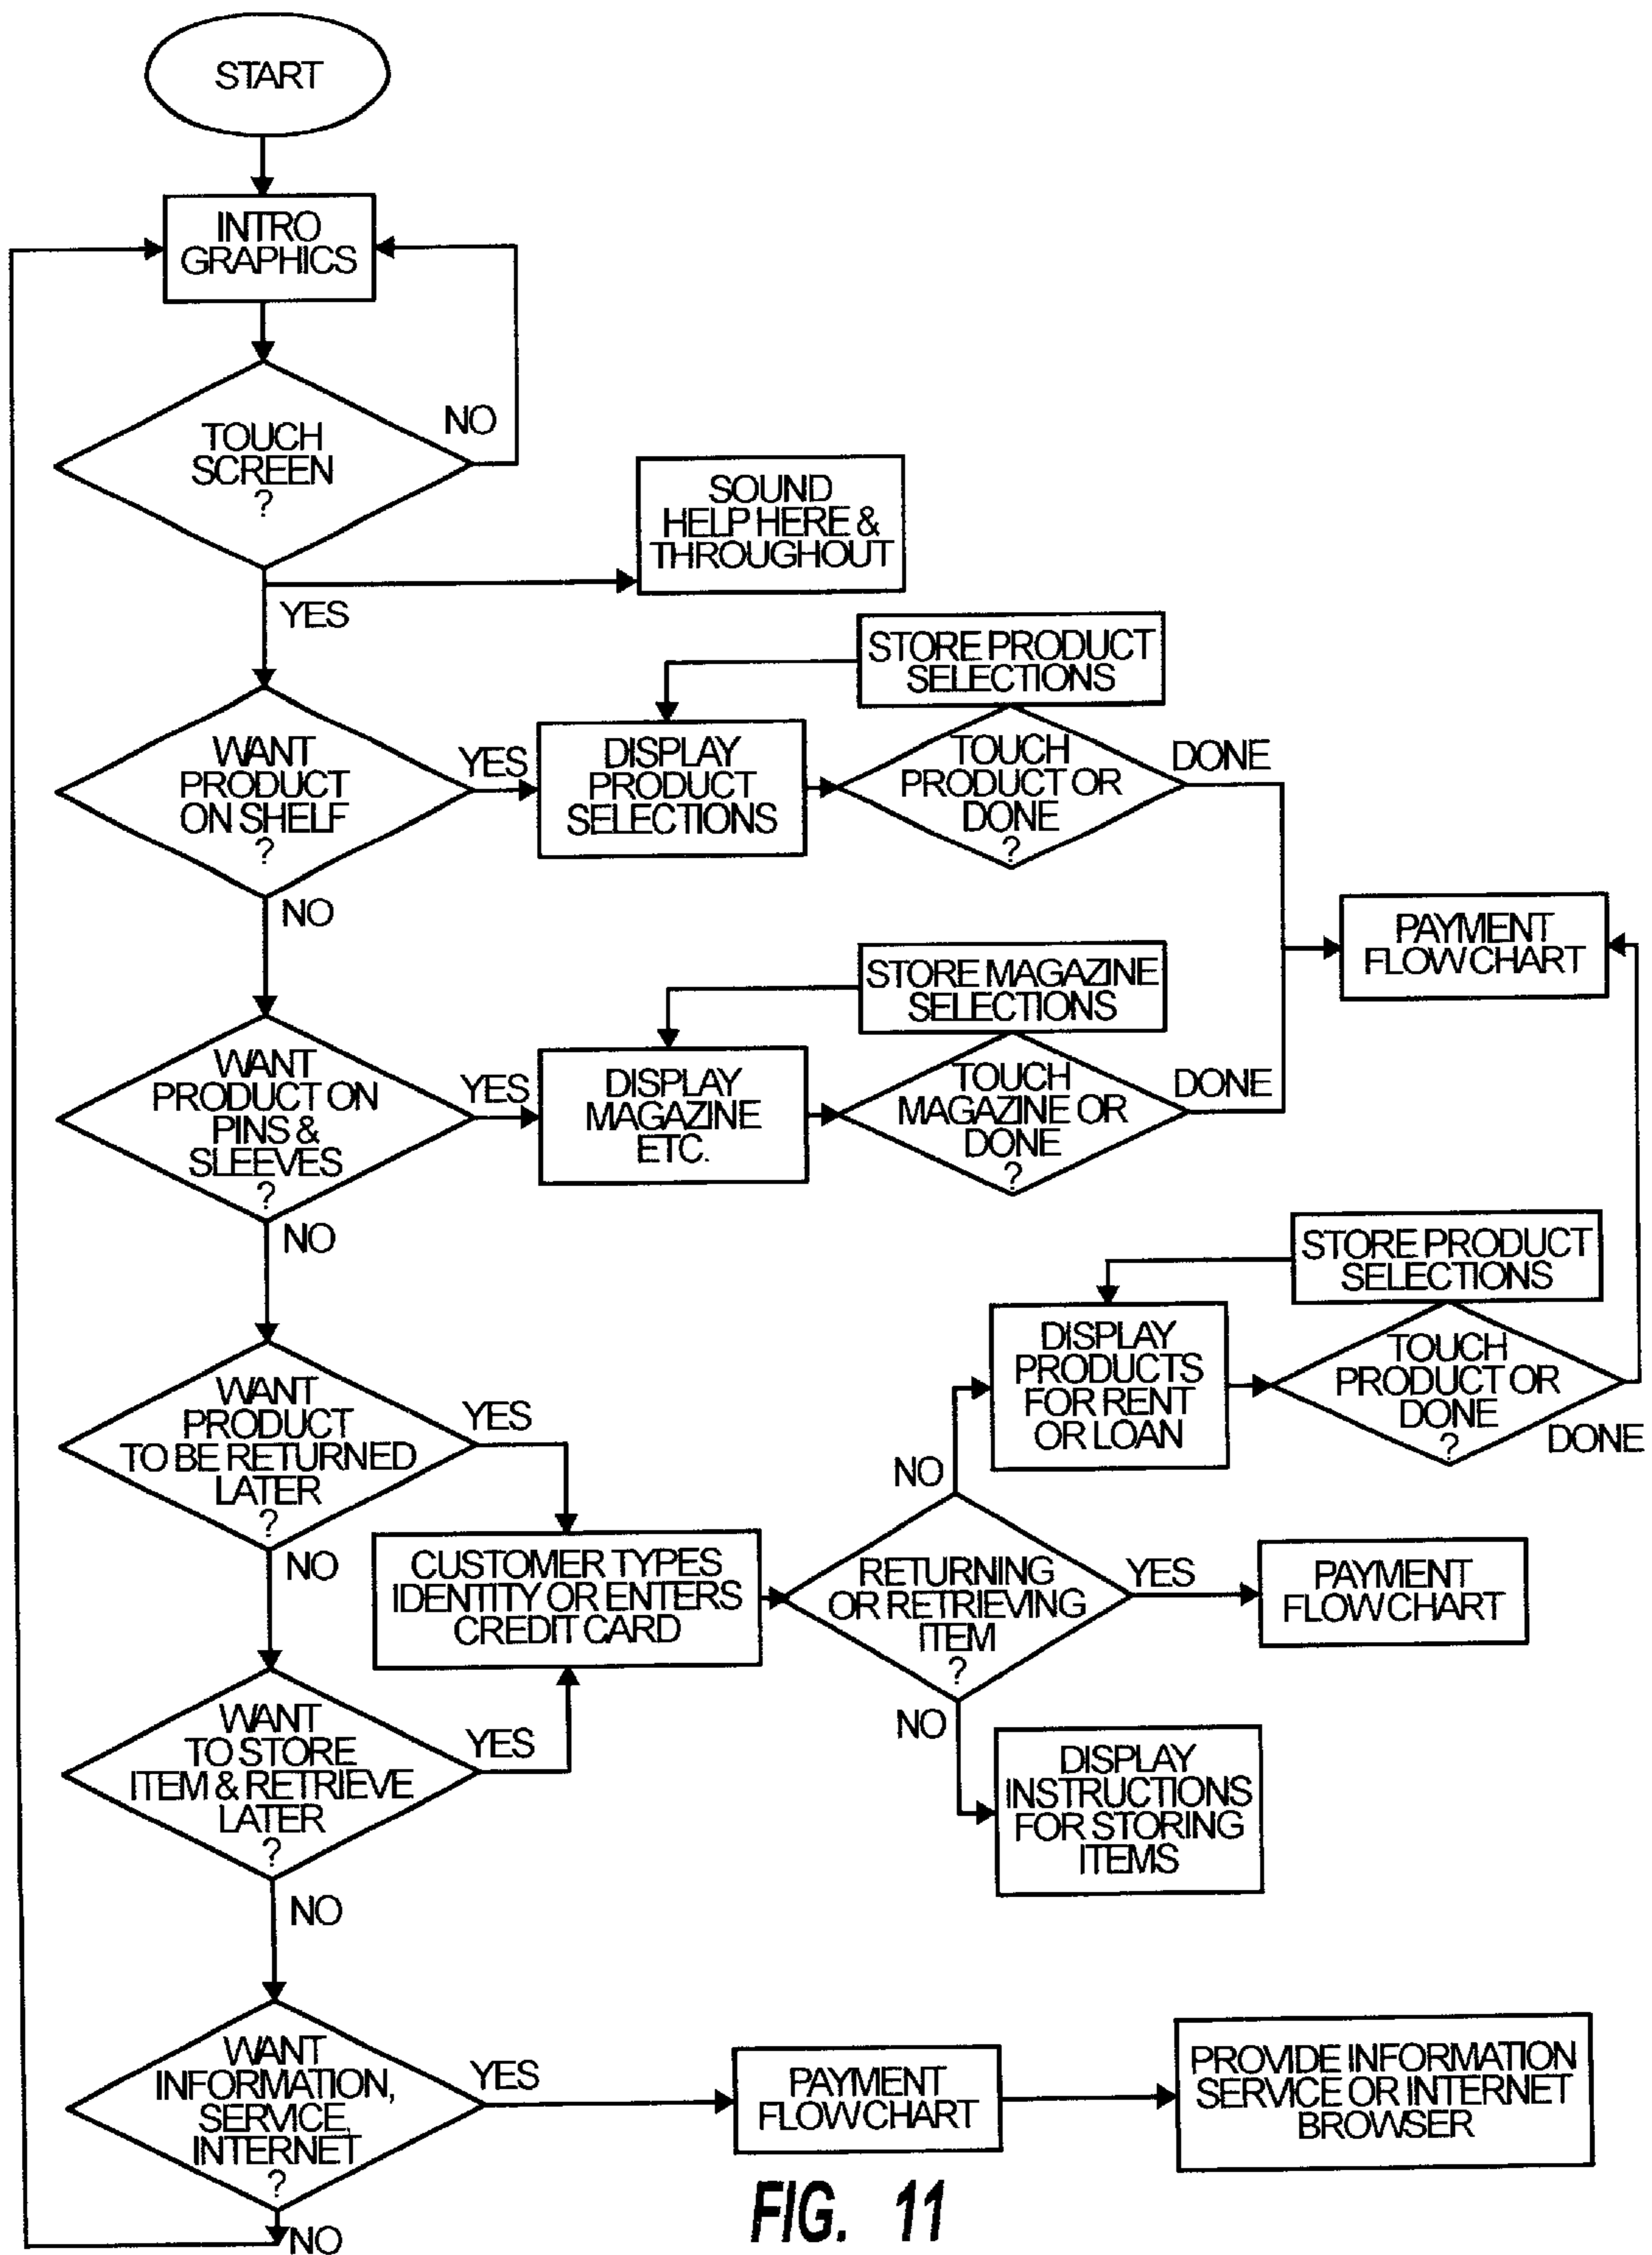 START
INTRO
GRAPHICS
TOUCH
SCREEN
?
NO
YES
SOUND
HELP HERE &
THROUGHOUT
WANT
PRODUCT
ON SHELF
?
YES
NO
DISPLAY
PRODUCT
SELECTIONS
STORE PRODUCT
SELECTIONS
TOUCH
PRODUCT OR
DONE
?
DONE
PAYMENT
FLOW CHART
WANT
PRODUCT ON
PINS &
SLEEVES
?
YES
NO
DISPLAY
MAGAZINE
ETC.
STORE MAGAZINE
SELECTIONS
TOUCH
MAGAZINE OR
DONE
?
DONE
WANT
PRODUCT
TO BE RETURNED
LATER
?
YES
NO
CUSTOMER TYPES
IDENTITY OR ENTERS
CREDIT CARD
RETURNING
OR RETRIEVING
ITEM
?
NO
DISPLAY
PRODUCTS
FOR RENT
OR LOAN
STORE PRODUCT
SELECTIONS
TOUCH
PRODUCT OR
DONE
?
DONE
YES
PAYMENT
FLOW CHART
NO
DISPLAY
INSTRUCTIONS
FOR STORING
ITEMS
WANT
TO STORE
ITEM & RETRIEVE
LATER
?
YES
NO
WANT
INFORMATION,
SERVICE,
INTERNET
?
YES
PAYMENT
FLOW CHART
PROVIDE INFORMATION
SERVICE OR INTERNET
BROWSER
NO
FIG. 11